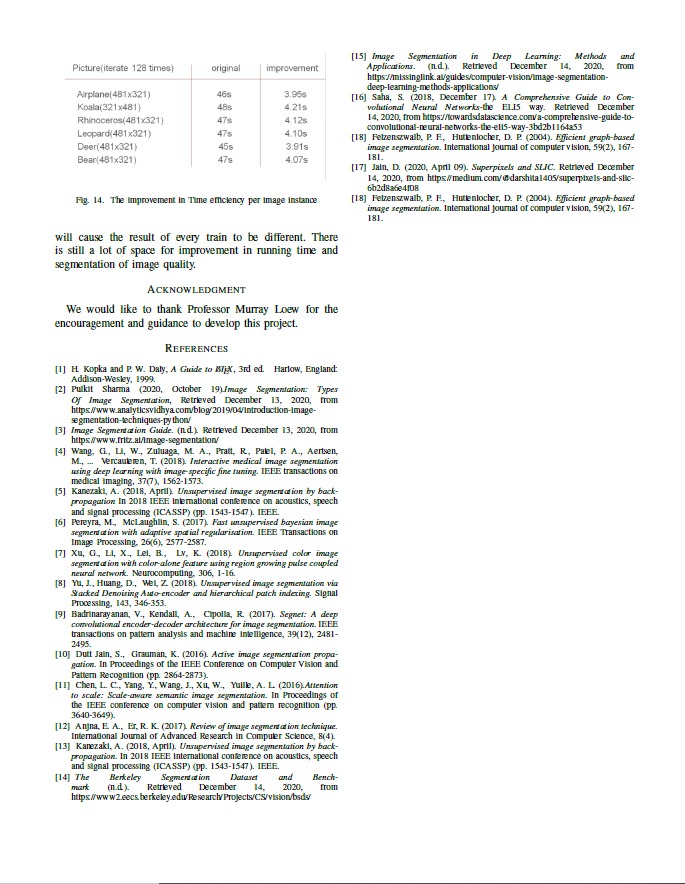 Picture(iterate 128 times) original improvement
Airplane(481x321) 46s 3.95s
Koala(321x481) 48s 4.21s
Rhinoceros(481x321) 47s 4.12s
Leopard(481x321) 47s 4.10s
Deer(481x321) 45s 3.91s
Bear(481x321) 47s 4.07s
Fig. 14. The improvement in Time efficiency per image instance
will cause the result of every train to be different. There
is still a lot of space for improvement in running time and
segmentation of image quality.
ACKNOWLEDGMENT
We would like to thank Professor Murray Loew for the
encouragement and guidance to develop this project.
REFERENCES
[1] H. Kopka and P. W. Daly, A Guide to LATEX, 3rd ed. Harlow, England:
Addison-Wesley, 1999.
[2] Pulkit Sharma (2020, October 19).Image Segmentation: Types
Of Image Segmentation, Retrieved December 13, 2020, from
https://www.analyticsvidhya.com/blog/2019/04/introduction-image-
segmentation-techniques-python/
[3] Image Segmentation Guide. (n.d.). Retrieved December 13, 2020, from
https://www.fritz.ai/image-segmentation/
[4] Wang, G., Li, W., Zuluaga, M. A., Pratt, R., Patel, P. A., Aertsen,
M., ... Vercauteren, T. (2018). Interactive medical image segmentation
using deep learning with image-specific fine tuning. IEEE transactions on
medical imaging, 37(7), 1562-1573.
[5] Kanezaki, A. (2018, April). Unsupervised image segmentation by back-
propagation In 2018 IEEE international conference on acoustics, speech
and signal processing (ICASSP) (pp. 1543-1547). IEEE.
[6] Pereyra, M., McLaughlin, S. (2017). Fast unsupervised bayesian image
segmentation with adaptive spatial regularisation. IEEE Transactions on
Image Processing, 26(6), 2577-2587.
[7] Xu, G., Li, X., Lei, B., Lv, K. (2018). Unsupervised color image
segmentation with color-alone feature using region growing pulse coupled
neural network. Neurocomputing, 306, 1-16.
[8] Yu, J., Huang, D., Wei, Z. (2018). Unsupervised image segmentation via
Stacked Denoising Auto-encoder and hierarchical patch indexing. Signal
Processing, 143, 346-353.
[9] Badrinarayanan, V., Kendall, A., Cipolla, R. (2017). Segnet: A deep
convolutional encoder-decoder architecture for image segmentation. IEEE
transactions on pattern analysis and machine intelligence, 39(12), 2481-
2495.
[10] Dutt Jain, S., Grauman, K. (2016). Active image segmentation propa-
gation. In Proceedings of the IEEE Conference on Computer Vision and
Pattern Recognition (pp. 2864-2873).
[11] Chen, L. C., Yang, Y., Wang, J., Xu, W., Yuille, A. L. (2016).Attention
to scale: Scale-aware semantic image segmentation. In Proceedings of
the IEEE conference on computer vision and pattern recognition (pp.
3640-3649).
[12] Anjna, E. A., Er, R. K. (2017). Review of image segmentation technique.
International Journal of Advanced Research in Computer Science, 8(4).
[13] Kanezaki, A. (2018, April). Unsupervised image segmentation by back-
propagation. In 2018 IEEE international conference on acoustics, speech
and signal processing (ICASSP) (pp. 1543-1547). IEEE.
[14] The Berkeley Segmentation Dataset and Bench-
mark (n.d.). Retrieved December 14, 2020, from
https://www2.eecs.berkeley.edu/Research/Projects/CS/vision/bsds/
[15] Image Segmentation in Deep Learning: Methods and
Applications. (n.d.). Retrieved December 14, 2020, from
https://missinglink.ai/guides/computer-vision/image-segmentation-
deep-learning-methods-applications/
[16] Saha, S. (2018, December 17). A Comprehensive Guide to Con-
volutional Neural Networks-the ELI5 way. Retrieved December
14, 2020, from https://towardsdatascience.com/a-comprehensive-guide-to-
convolutional-neural-networks-the-eli5-way-3bd2b1164a53
[18] Felzenszwalb, P. F., Huttenlocher, D. P. (2004). Efficient graph-based
image segmentation. International journal of computer vision, 59(2), 167-
181.
[17] Jain, D. (2020, April 09). Superpixels and SLIC. Retrieved December
14, 2020, from https://medium.com/@darshita1405/superpixels-and-slic-
6b2d8a6e4f08
[18] Felzenszwalb, P. F., Huttenlocher, D. P. (2004). Efficient graph-based
image segmentation. International journal of computer vision, 59(2), 167-
181.